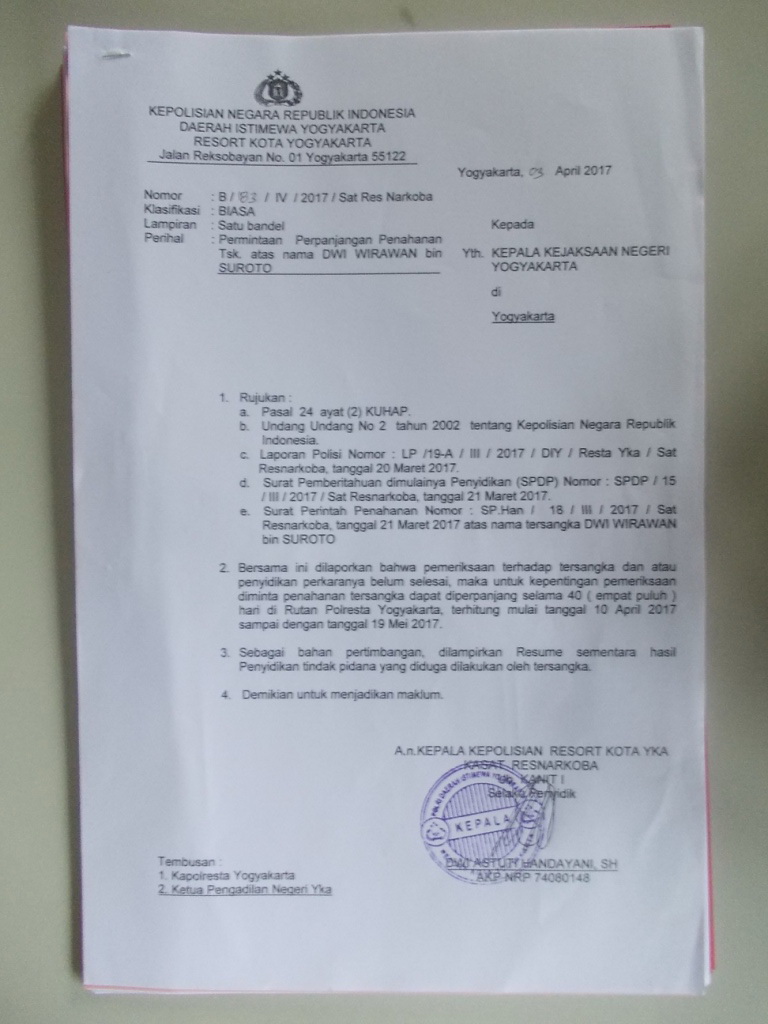 KEPOLISIAN NEGARA REPUBLIK INDONESIA
DAERAH ISTIMEWA YOGYAKARTA
RESORT KOTA YOGYAKARTA
Jalan Reksobayan No. 01 Yogyakarta 55122
Yogyakarta, 03 April 2017
Nomor : B / 183 / IV / 2017 / Sat Res Narkoba
Klasifikasi : BIASA
Lampiran : Satu bandel
Perihal : Permintaan Perpanjangan Penahanan
Tsk. atas nama DWI WIRAWAN bin
SUROTO
Kepada
Yth. KEPALA KEJAKSAAN NEGERI
YOGYAKARTA
di
Yogyakarta
1. Rujukan :
a. Pasal 24 ayat (2) KUHAP.
b. Undang Undang No 2 tahun 2002 tentang Kepolisian Negara Republik
Indonesia.
c. Laporan Polisi Nomor : LP /19-A / III / 2017 / DIY / Resta Yka / Sat
Resnarkoba, tanggal 20 Maret 2017.
d. Surat Pemberitahuan dimulainya Penyidikan (SPDP) Nomor : SPDP / 15
/ III / 2017 / Sat Resnarkoba, tanggal 21 Maret 2017.
e. Surat Perintah Penahanan Nomor : SP.Han / 18 / III / 2017 / Sat
Resnarkoba, tanggal 21 Maret 2017 atas nama tersangka DWI WIRAWAN
bin SUROTO
2. Bersama ini dilaporkan bahwa pemeriksaan terhadap tersangka dan atau
penyidikan perkaranya belum selesai, maka untuk kepentingan pemeriksaan
diminta penahanan tersangka dapat diperpanjang selama 40 ( empat puluh )
hari di Rutan Polresta Yogyakarta, terhitung mulai tanggal 10 April 2017
sampai dengan tanggal 19 Mei 2017.
3. Sebagai bahan pertimbangan, dilampirkan Resume sementara hasil
Penyidikan tindak pidana yang diduga dilakukan oleh tersangka.
4. Demikian untuk menjadikan maklum.
A.n.KEPALA KEPOLISIAN RESORT KOTA YKA
KASAT RESNARKOBA
KANIT I
Selaku Penyidik
KEPALA
DWI ASTUTI HANDAYANI, SH
AKP NRP 74080148
Tembusan :
1. Kapolresta Yogyakarta
2. Ketua Pengadilan Negeri Yka